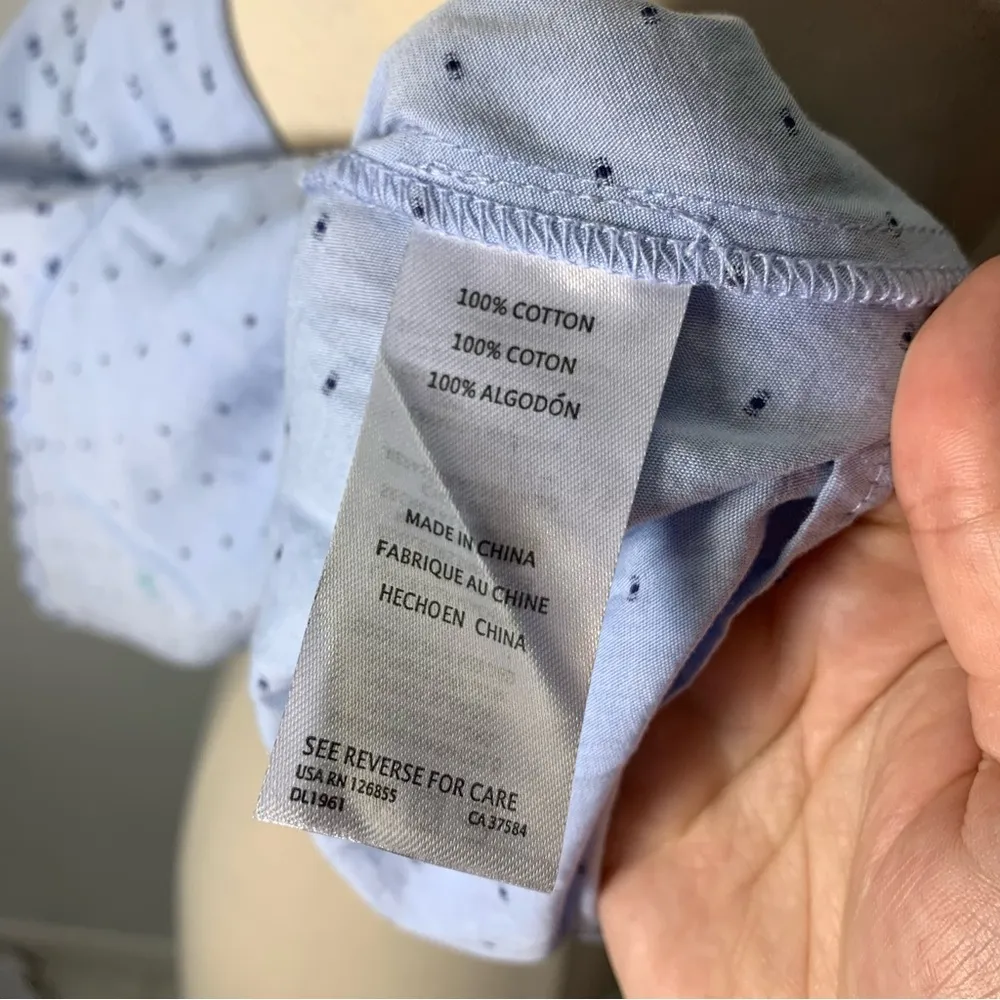 100% COTTON
100% COTON
100% ALGODÓN
MADE IN CHINA
FABRIQUE AU CHINE
HECHOEN CHINA
SEE REVERSE FOR CARE
USA RN 126855
DL1961 CA 37584